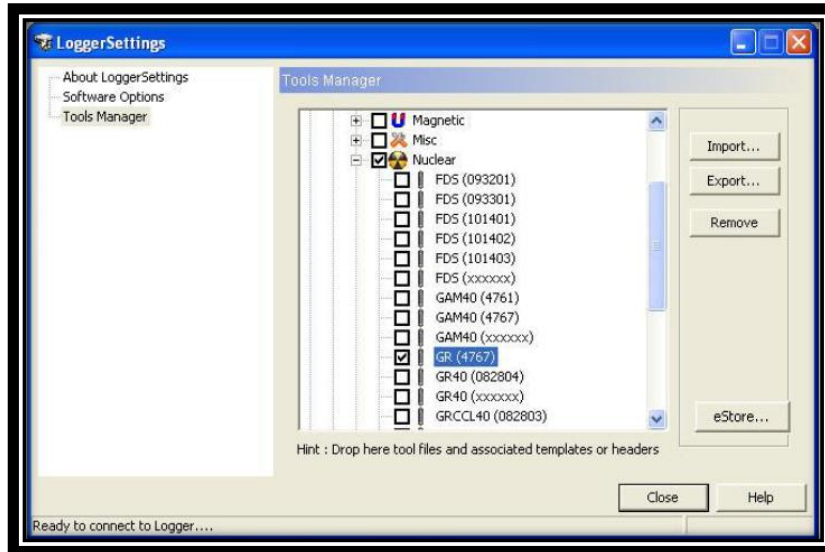 LoggerSettings
About LoggerSettings
Software Options
Tools Manager
Tools Manager
Magnetic
Misc
Nuclear
FDS (093201)
FDS (093301)
FDS (101401)
FDS (101402)
FDS (101403)
FDS (xxxxxx)
GAM40 (4761)
GAM40 (4767)
GAM40 (xxxxxx)
GR (4767)
GR40 (082804)
GR40 (xxxxxx)
GRCCL40 (082803)
Import...
Export...
Remove
eStore...
Hint : Drop here tool files and associated templates or headers
Close Help
Ready to connect to Logger....